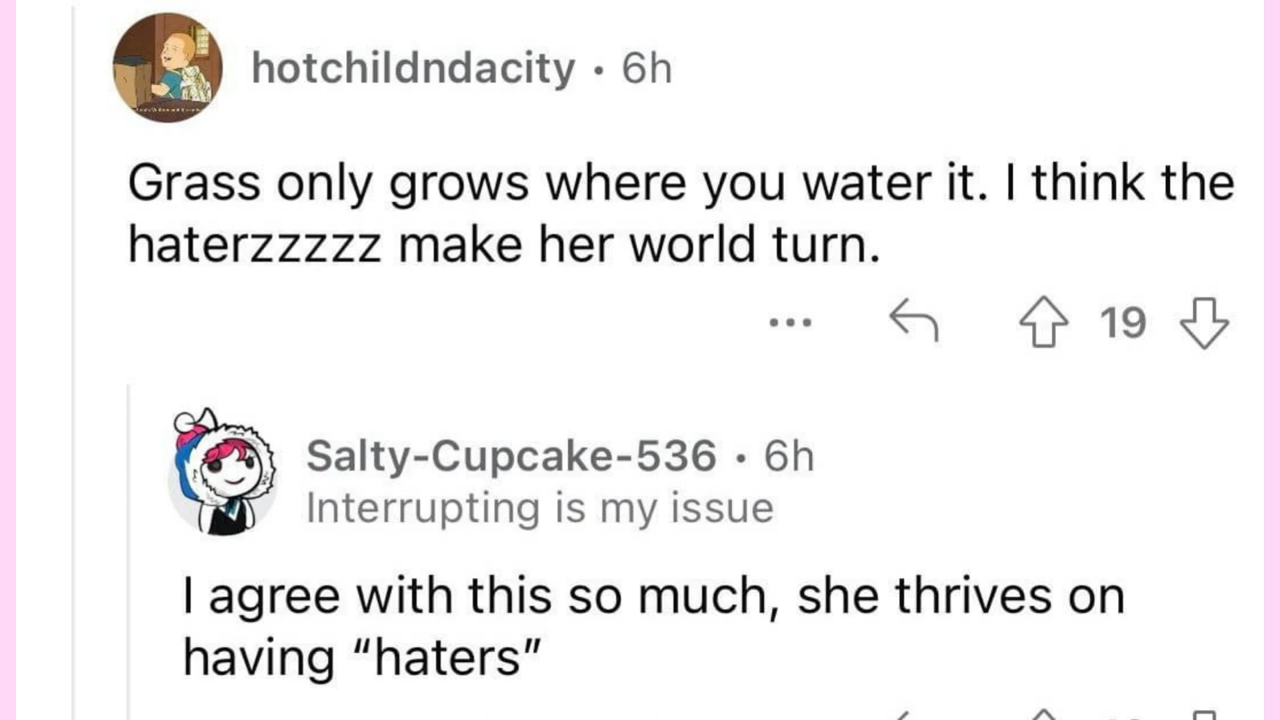 hotchildndacity • 6h
Grass only grows where you water it. I think the
haterzzzzz make her world turn.
19
Salty-Cupcake-536 • 6h
Interrupting is my issue
I agree with this so much, she thrives on
having “haters”